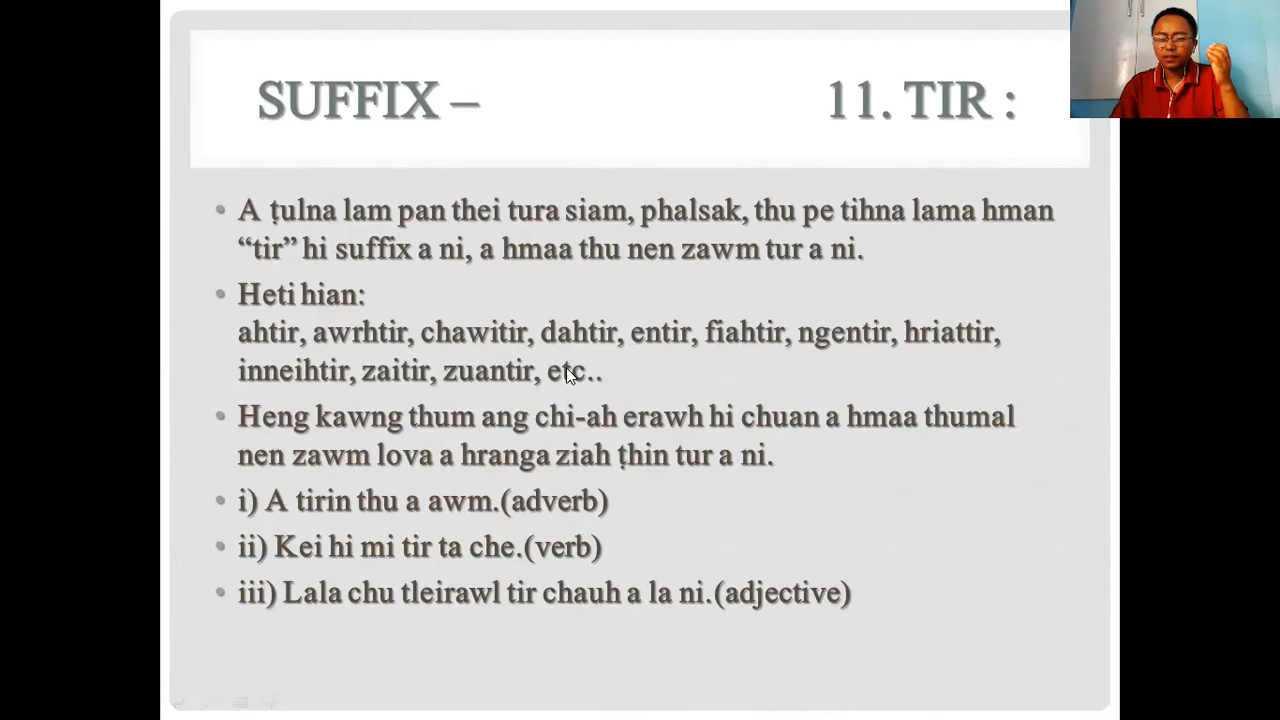 SUFFIX – 11. TIR :
• A ṭulna lam pan thei tura siam, phalsak, thu pe tihna lama hman
“tir” hi suffix a ni, a hmaa thu nen zawm tur a ni.
• Heti hian:
ahtir, awrhtir, chawitir, dahtir, entir, fiahtir, ngentir, hriattir,
inneihtir, zaitir, zuantir, etc..
• Heng kawng thum ang chi-ah erawh hi chuan a hmaa thumal
nen zawm lova a hranga ziah ṭhin tur a ni.
• i) A tirin thu a awm.(adverb)
• ii) Kei hi mi tir ta che.(verb)
• iii) Lala chu tleirawl tir chauh a la ni.(adjective)